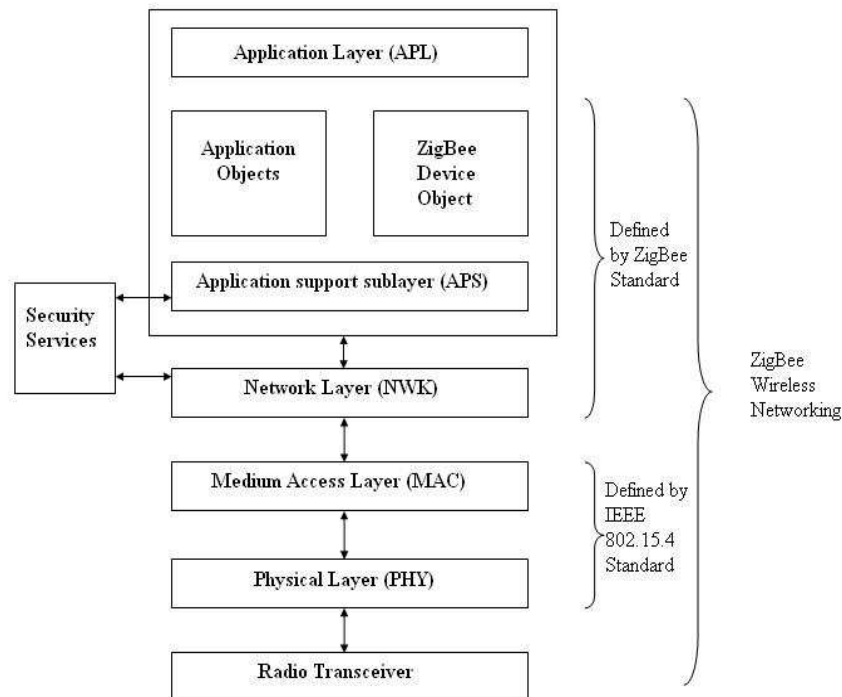 Application Layer (APL)
Application
Objects
ZigBee
Device
Object
Application support sublayer (APS)
Security
Services
Network Layer (NWK)
Medium Access Layer (MAC)
Physical Layer (PHY)
Radio Transceiver
Defined
by ZigBee
Standard
Defined by
IEEE
802.15.4
Standard
ZigBee
Wireless
Networking